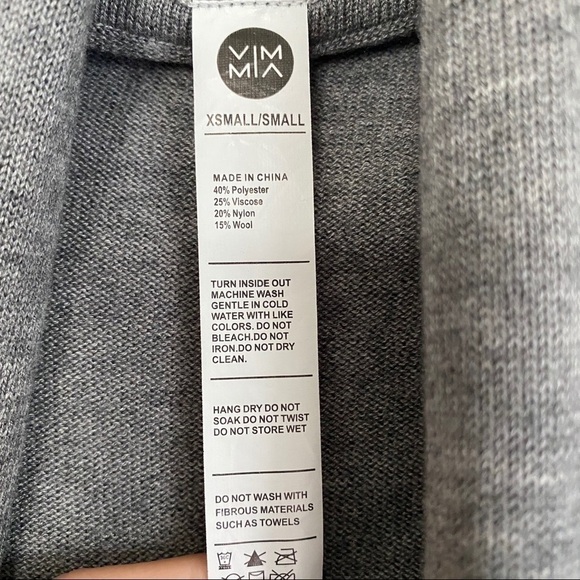 VIM
MIA
XSMALL/SMALL
MADE IN CHINA
40% Polyester
25% Viscose
20% Nylon
15% Wool
TURN INSIDE OUT
MACHINE WASH
GENTLE IN COLD
WATER WITH LIKE
COLORS. DO NOT
BLEACH.DO NOT
IRON.DO NOT DRY
CLEAN.
HANG DRY DO NOT
SOAK DO NOT TWIST
DO NOT STORE WET
DO NOT WASH WITH
FIBROUS MATERIALS
SUCH AS TOWELS